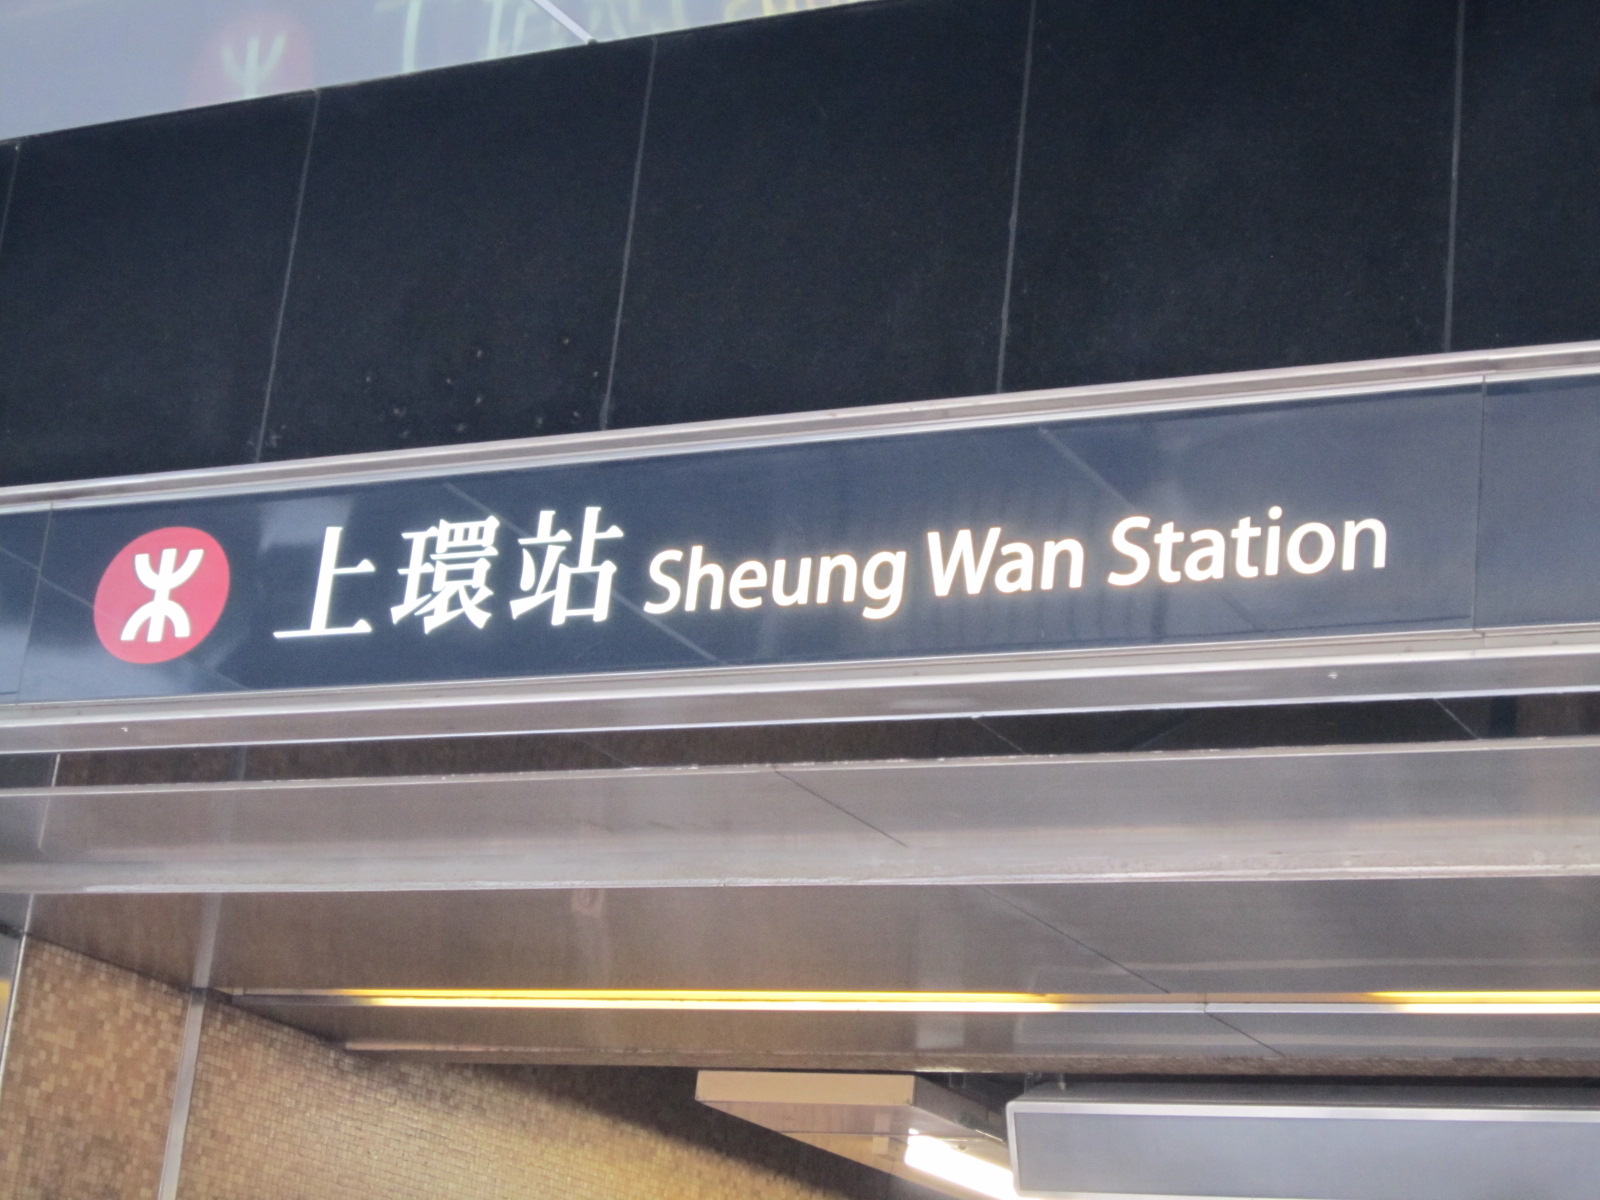 上環站 Sheung Wan Station